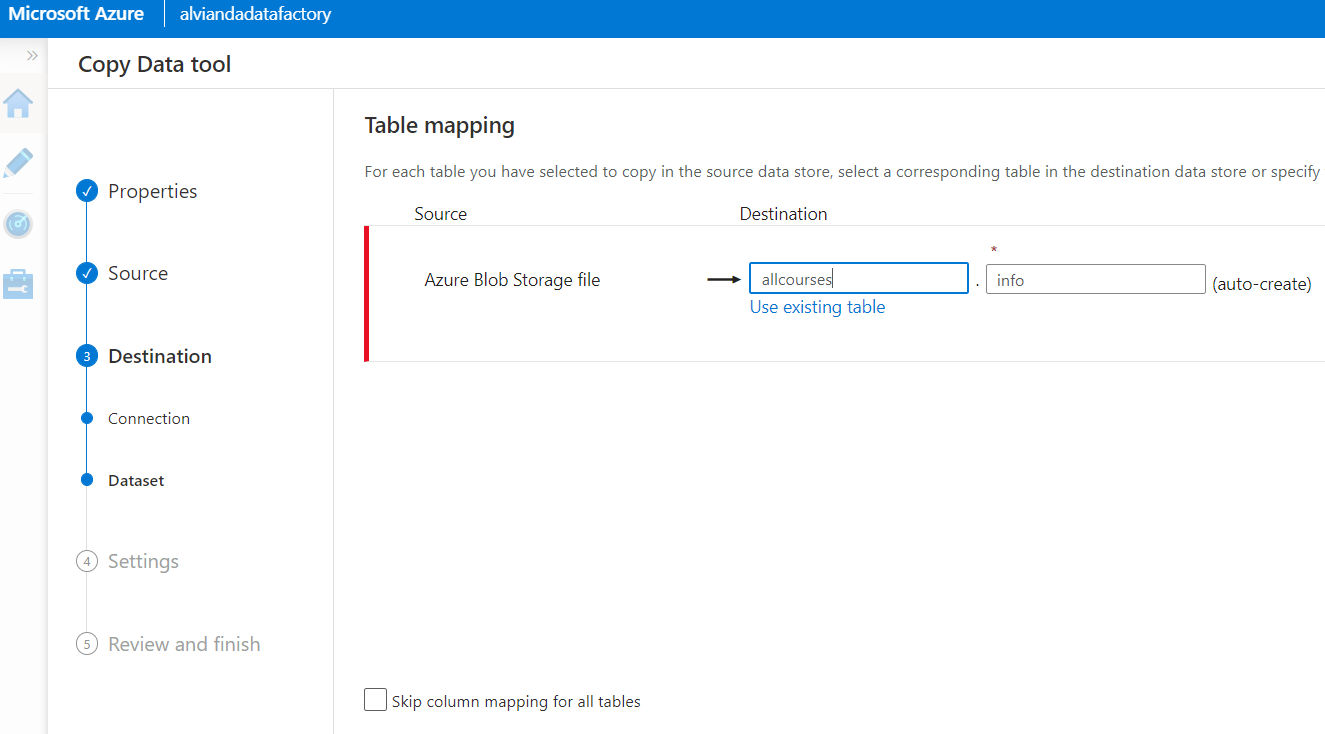 Microsoft Azure alviandadatafactory
»
Copy Data tool
Table mapping
For each table you have selected to copy in the source data store, select a corresponding table in the destination data store or specify
Properties
Source
3 Destination
Connection
Dataset
4 Settings
5 Review and finish
Source Destination
*
Azure Blob Storage file allcourses . info (auto-create)
Use existing table
Skip column mapping for all tables